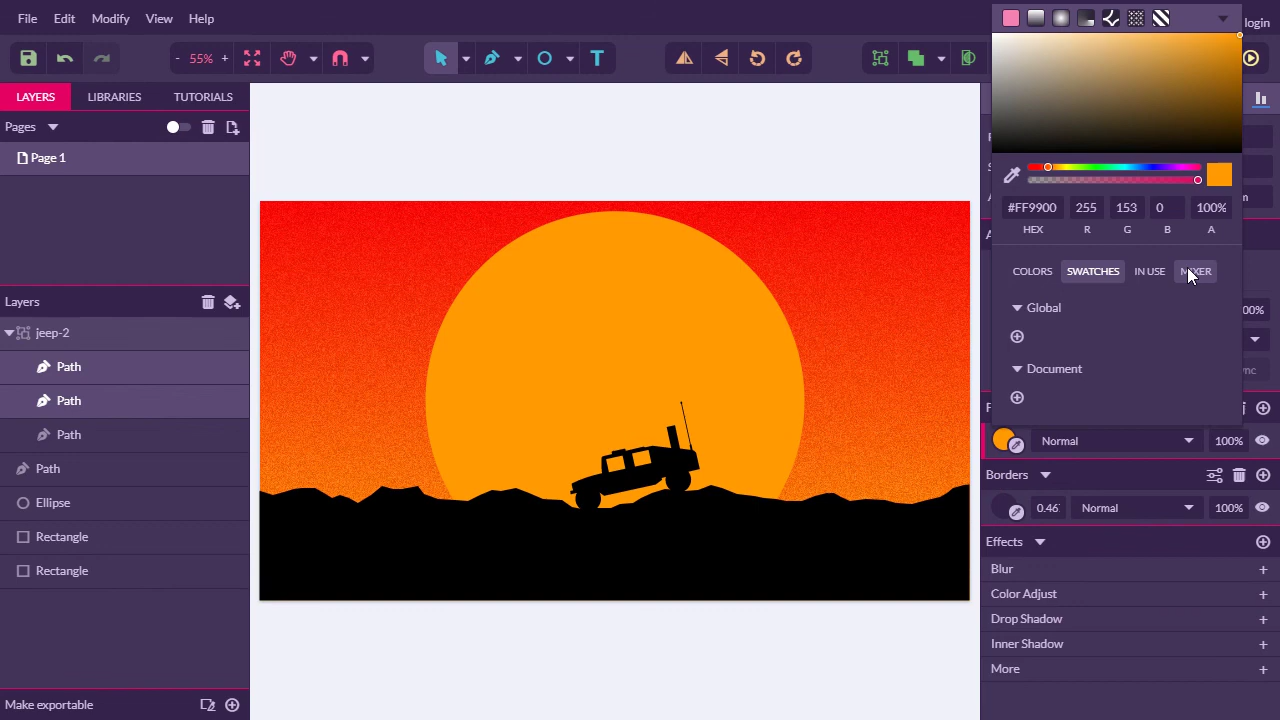 File Edit Modify View Help
login
- 55% +
T
LAYERS LIBRARIES TUTORIALS
Pages
Page 1
Layers
jeep-2
Path
Path
Path
Path
Ellipse
Rectangle
Rectangle
Make exportable
#FF9900 255 153 0 100%
HEX R G B A
COLORS SWATCHES IN USE MIXER
Global
Document
Normal 100%
Borders
0.46 Normal 100%
Effects
Blur +
Color Adjust +
Drop Shadow +
Inner Shadow +
More +